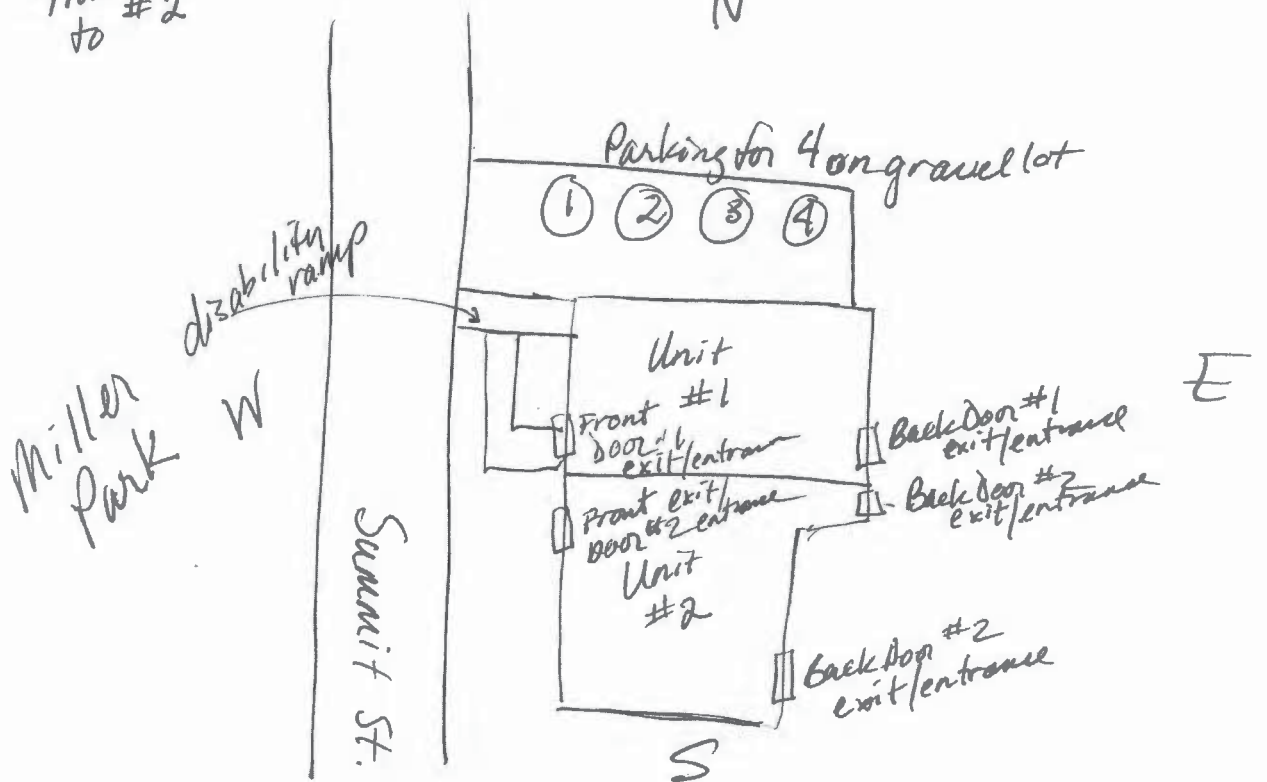 to #2
N
Parking for 4 on gravel lot
1 2 3 4
disability
ramp
Miller
Park
W
Unit
#1
E
Front
Door #1
exit/entrance
Back Door #1
exit/entrance
Front exit/
Door #2 entrance
Back Door #2
exit/entrance
Unit
#2
Summit St.
Back Door #2
exit/entrance
S